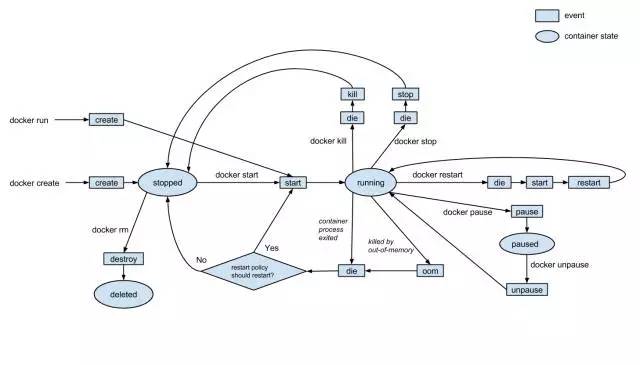 event
container state
kill
stop
die
die
docker run
create
docker kill
docker stop
docker create
create
stopped
docker start
start
running
docker restart
die
start
restart
docker rm
container
process
exited
killed by
out-of-memory
docker pause
pause
paused
docker unpause
unpause
destroy
deleted
No
Yes
restart policy
should restart?
die
oom